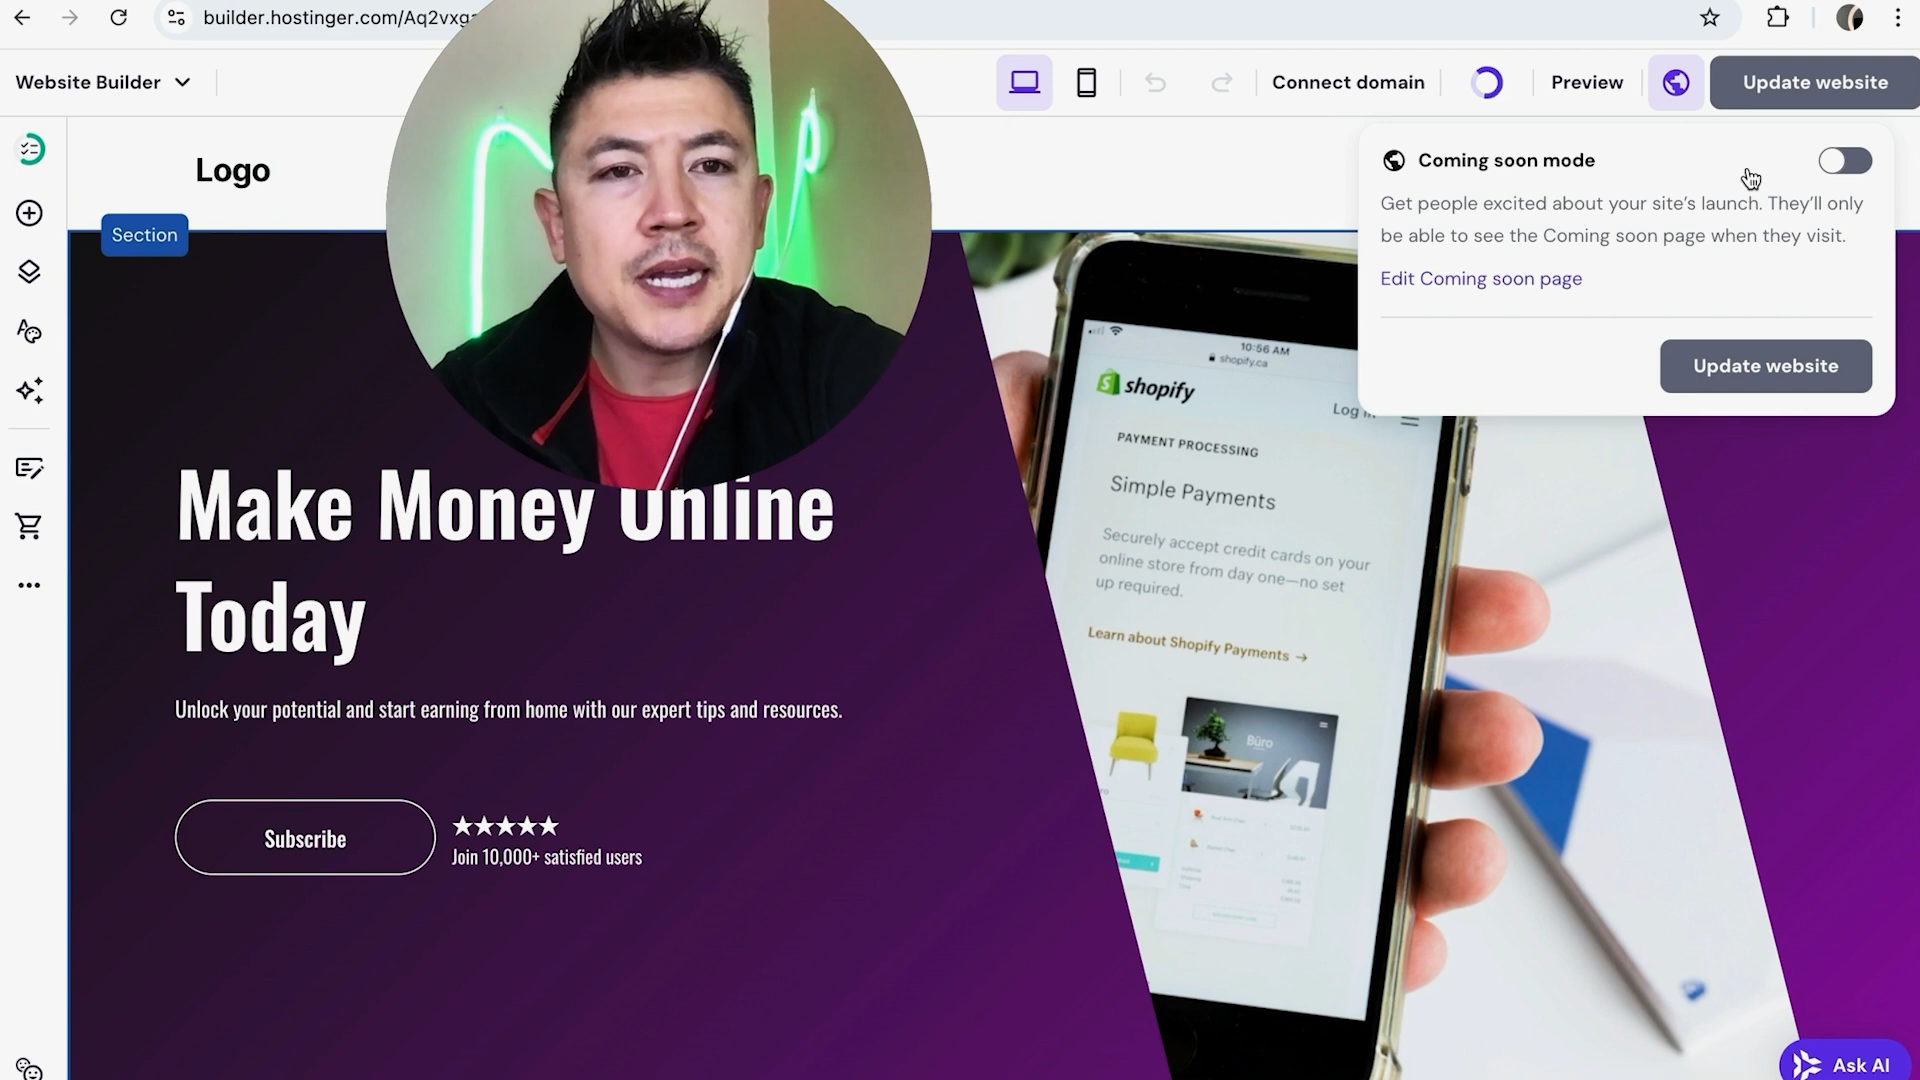 builder.hostinger.com/Aq2vxg
Website Builder
Connect domain
Preview
Update website
Coming soon mode
Get people excited about your site's launch. They'll only
be able to see the Coming soon page when they visit.
Edit Coming soon page
Update website
Logo
Section
Make Money Online
Today
Unlock your potential and start earning from home with our expert tips and resources.
Subscribe
★★★★★
Join 10,000+ satisfied users
10:56 AM
shopify.ca
shopify
Log in
PAYMENT PROCESSING
Simple Payments
Securely accept credit cards on your
online store from day one—no set
up required.
Learn about Shopify Payments →
Büro
Ask AI